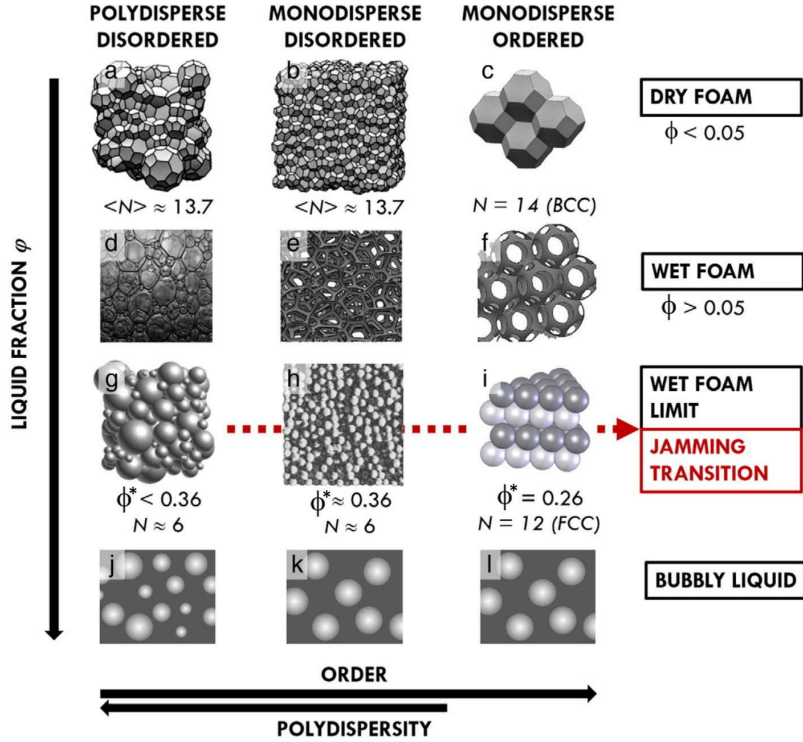 POLYDISPERSE
DISORDERED
MONODISPERSE
DISORDERED
MONODISPERSE
ORDERED
a
b
c
DRY FOAM
ϕ < 0.05
<N> ≈ 13.7
<N> ≈ 13.7
N = 14 (BCC)
d
e
f
WET FOAM
ϕ > 0.05
LIQUID FRACTION φ
g
h
i
WET FOAM
LIMIT
JAMMING
TRANSITION
ϕ* < 0.36
N ≈ 6
ϕ* ≈ 0.36
N ≈ 6
ϕ* = 0.26
N = 12 (FCC)
j
k
l
BUBBLY LIQUID
ORDER
POLYDISPERSITY